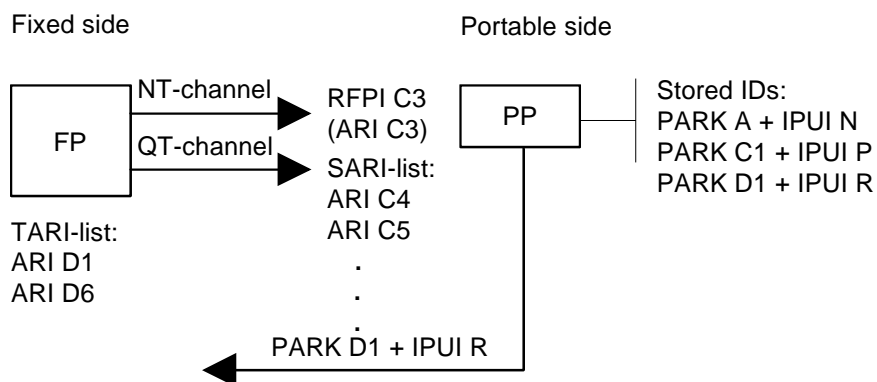 Fixed side
Portable side
NT-channel
FP
QT-channel
RFPI C3
(ARI C3)
SARI-list:
ARI C4
ARI C5
.
.
.
PP
Stored IDs:
PARK A + IPUI N
PARK C1 + IPUI P
PARK D1 + IPUI R
TARI-list:
ARI D1
ARI D6
PARK D1 + IPUI R